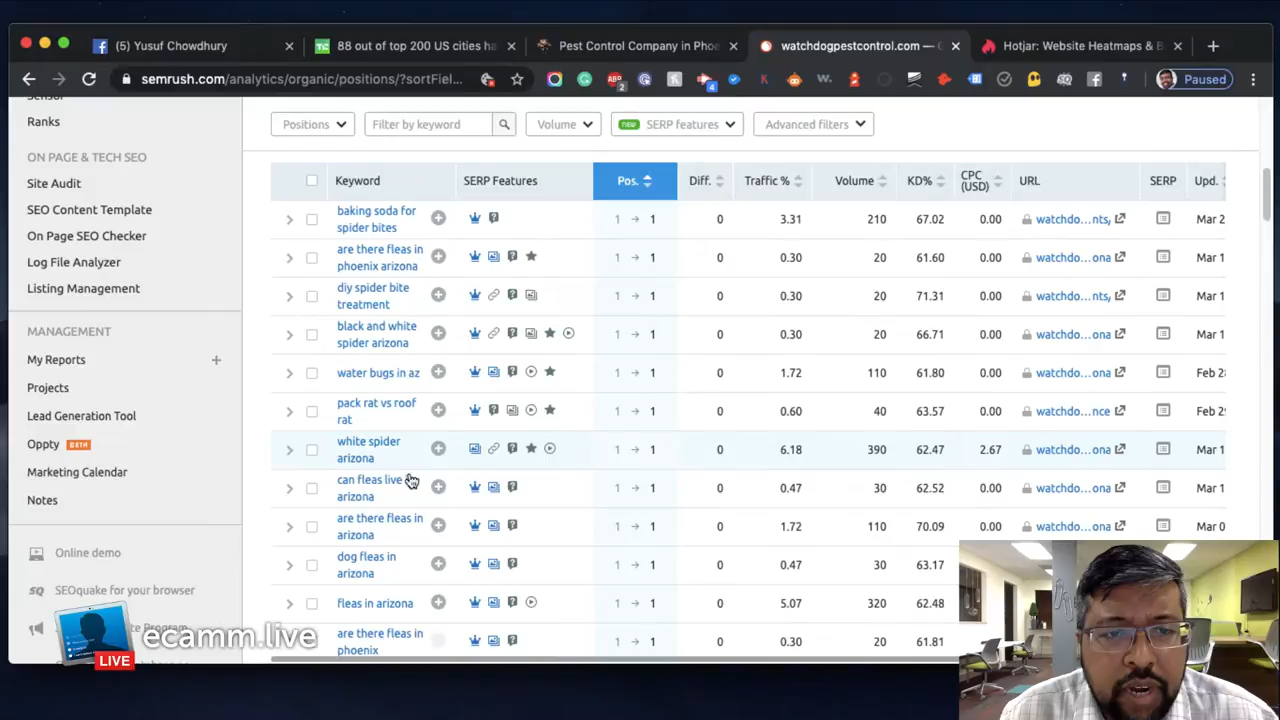 (5) Yusuf Chowdhury
88 out of top 200 US cities ha
Pest Control Company in Phoe
watchdogpestcontrol.com —
Hotjar: Website Heatmaps & B
semrush.com/analytics/organic/positions/?sortFiel...
2
4
Paused
Sensor
Ranks
ON PAGE & TECH SEO
Site Audit
SEO Content Template
On Page SEO Checker
Log File Analyzer
Listing Management
MANAGEMENT
My Reports
Projects
Lead Generation Tool
Oppty BETA
Marketing Calendar
Notes
Online demo
SQ SEOquake for your browser
te Program
ecamm.live
LIVE
Positions
Filter by keyword
Volume
NEW SERP features
Advanced filters
Keyword SERP Features Pos. Diff. Traffic % Volume KD% CPC (USD) URL SERP Upd.
baking soda for spider bites 1 → 1 0 3.31 210 67.02 0.00 watchdo...nts, Mar 2
are there fleas in phoenix arizona 1 → 1 0 0.30 20 61.60 0.00 watchdo...ona Mar 1
diy spider bite treatment 1 → 1 0 0.30 20 71.31 0.00 watchdo...nts, Mar 1
black and white spider arizona 1 → 1 0 0.30 20 66.71 0.00 watchdo...ona Mar 1
water bugs in az 1 → 1 0 1.72 110 61.80 0.00 watchdo...ona Feb 28
pack rat vs roof rat 1 → 1 0 0.60 40 63.57 0.00 watchdo...nce Feb 29
white spider arizona 1 → 1 0 6.18 390 62.47 2.67 watchdo...ona Mar 1
can fleas live arizona 1 → 1 0 0.47 30 62.52 0.00 watchdo...ona Mar 1
are there fleas in arizona 1 → 1 0 1.72 110 70.09 0.00 watchdo...ona Mar 0
dog fleas in arizona 1 → 1 0 0.47 30 63.17
fleas in arizona 1 → 1 0 5.07 320 62.48
are there fleas in phoenix 1 → 1 0 0.30 20 61.81